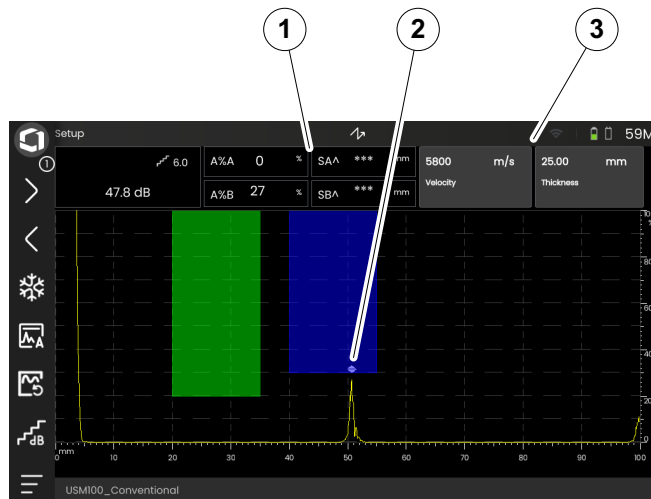 1 2 3
Setup 59M
1
6.0
47.8 dB
A%A 0 %
A%B 27 %
SA^ *** mm
SB^ *** mm
5800 m/s
Velocity
25.00 mm
Thickness
A
dB
80
60
40
20
0
mm
0 10 20 30 40 50 60 70 80 90 100
USM100_Conventional